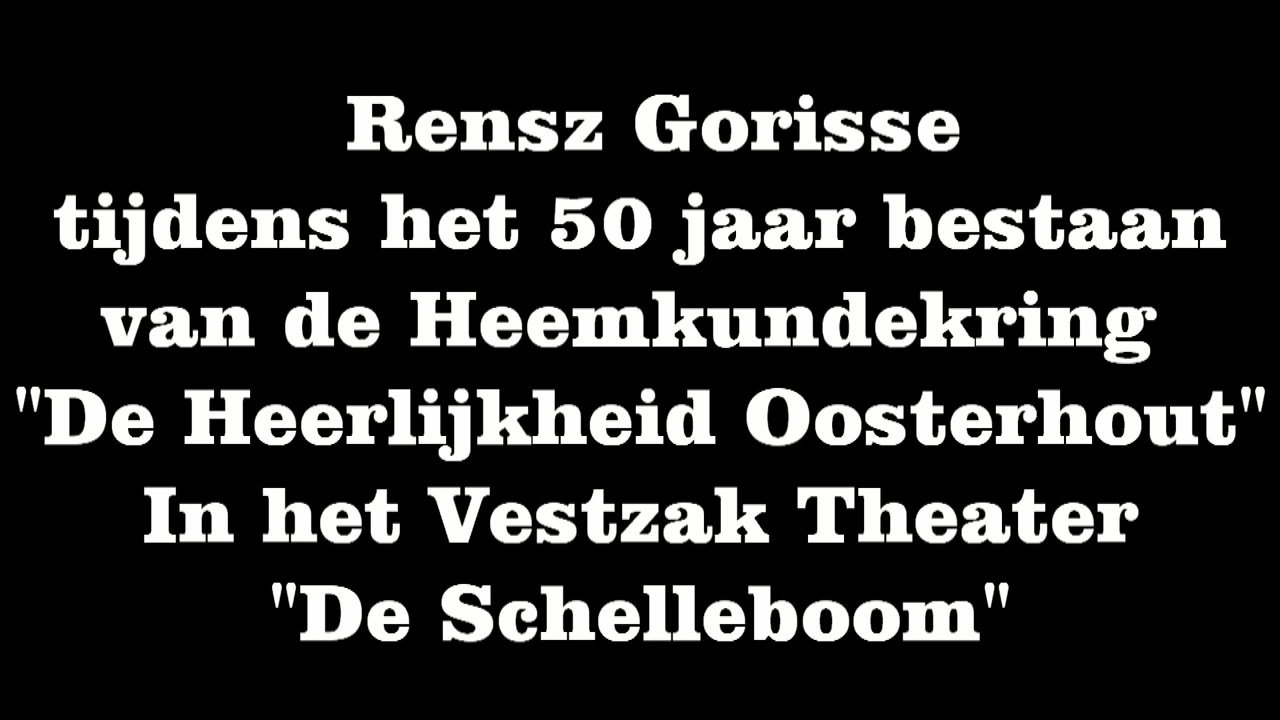 Rensz Gorisse
tijdens het 50 jaar bestaan
van de Heemkundekring
"De Heerlijkheid Oosterhout"
In het Vestzak Theater
"De Schelleboom"